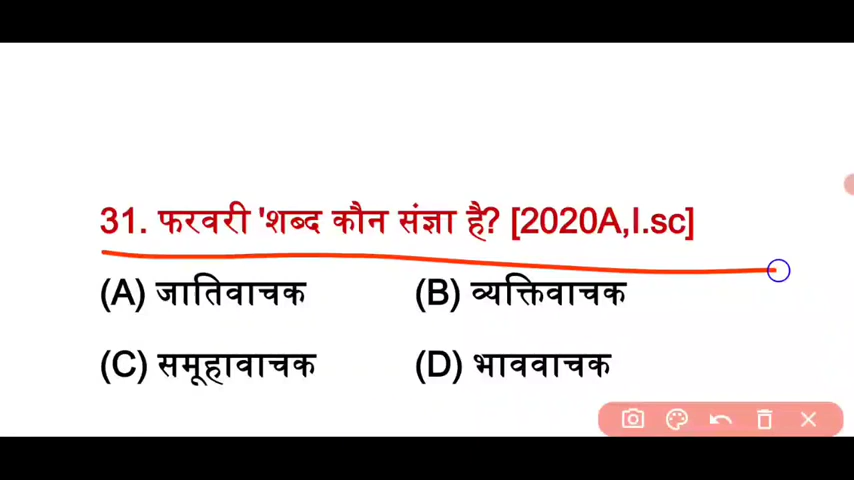 31. फरवरी 'शब्द कौन संज्ञा है? [2020A,I.sc]
(A) जातिवाचक (B) व्यक्तिवाचक
(C) समूहावाचक (D) भाववाचक